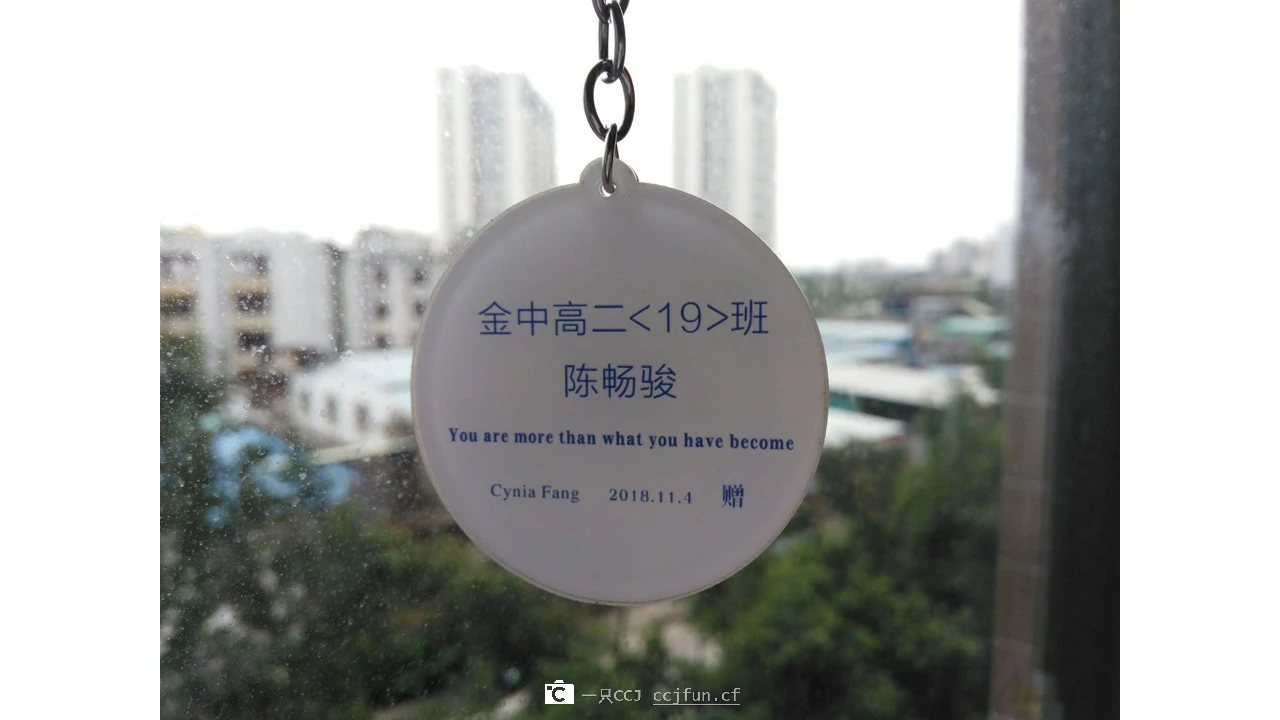 金中高二<19>班
陈畅骏
You are more than what you have become
Cynia Fang 2018.11.4 赠
一只CCJ ccjfun.cf